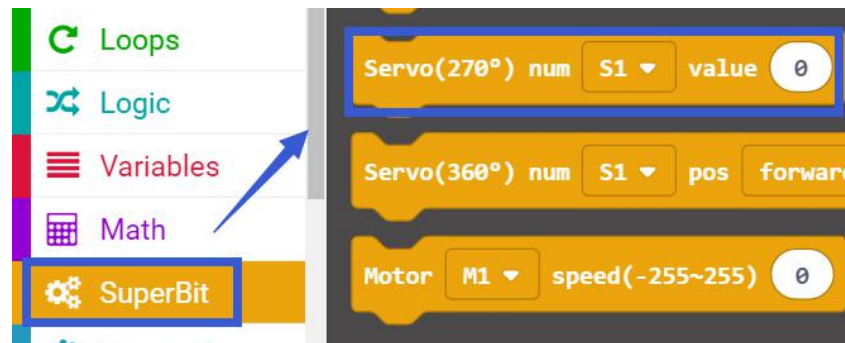 Loops
Logic
Variables
Math
SuperBit
Servo(270°) num S1 value 0
Servo(360°) num S1 pos forwar
Motor M1 speed(-255~255) 0